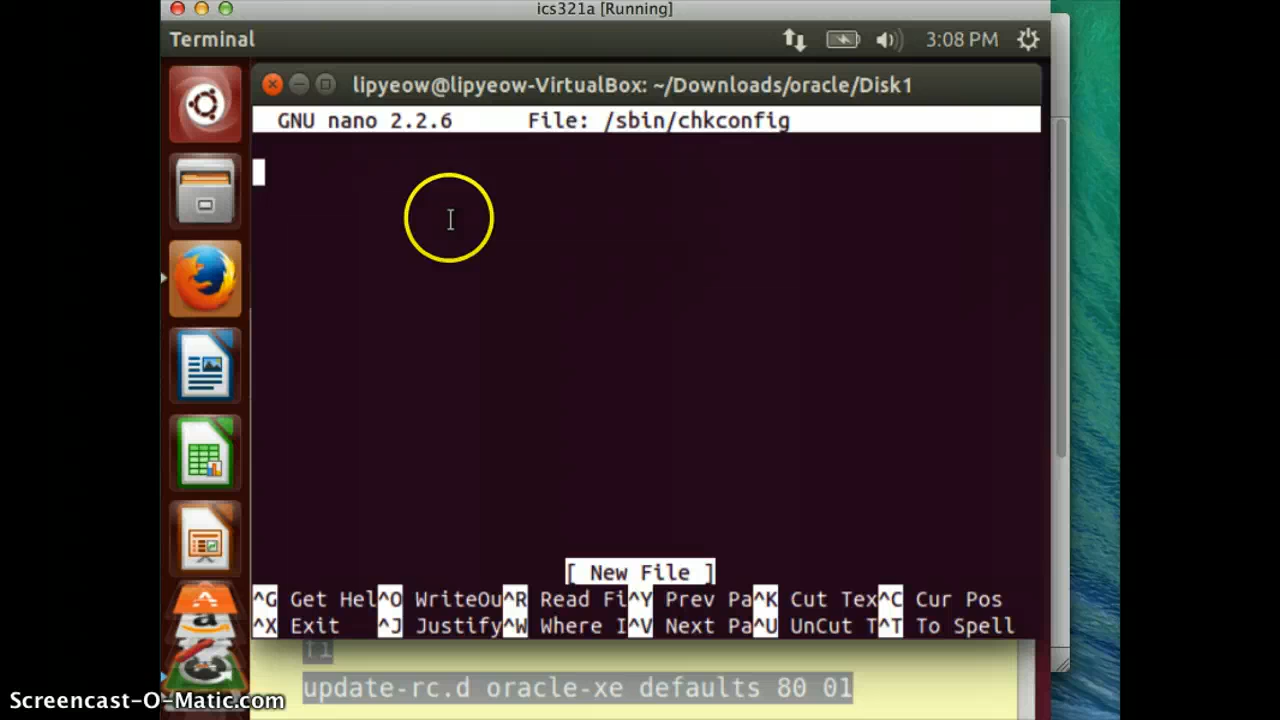 ics321a [Running]
Terminal
3:08 PM
lipyeow@lipyeow-VirtualBox: ~/Downloads/oracle/Disk1
GNU nano 2.2.6 File: /sbin/chkconfig
[ New File ]
^G Get Hel^O WriteOu^R Read Fi^Y Prev Pa^K Cut Tex^C Cur Pos
^X Exit ^J Justify^W Where I^V Next Pa^U UnCut T^T To Spell
fi
update-rc.d oracle-xe defaults 80 01
Screencast-O-Matic.com